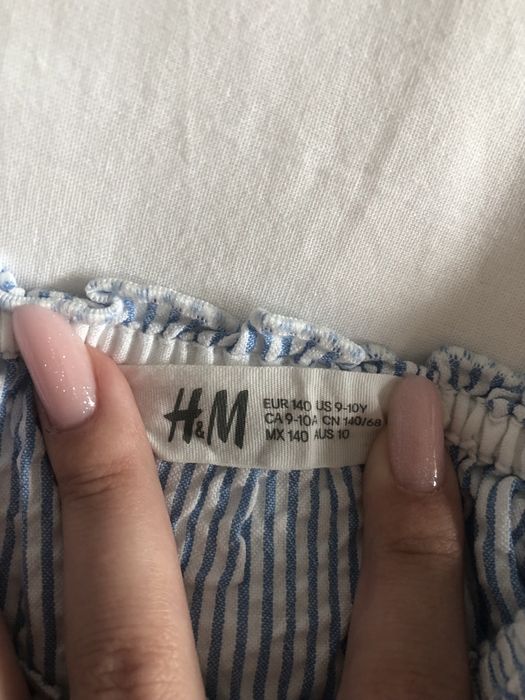 H&M
EUR 140 US 9-10Y
CA 9-10A CN 140/68
MX 140 AUS 10